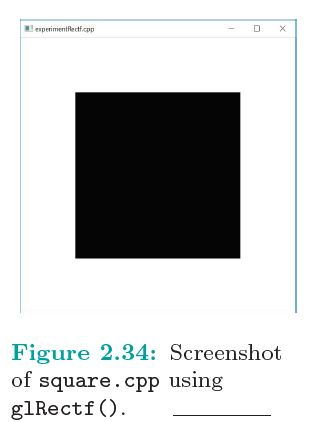 experimentRectf.cpp
Figure 2.34: Screenshot
of square.cpp using
glRectf().